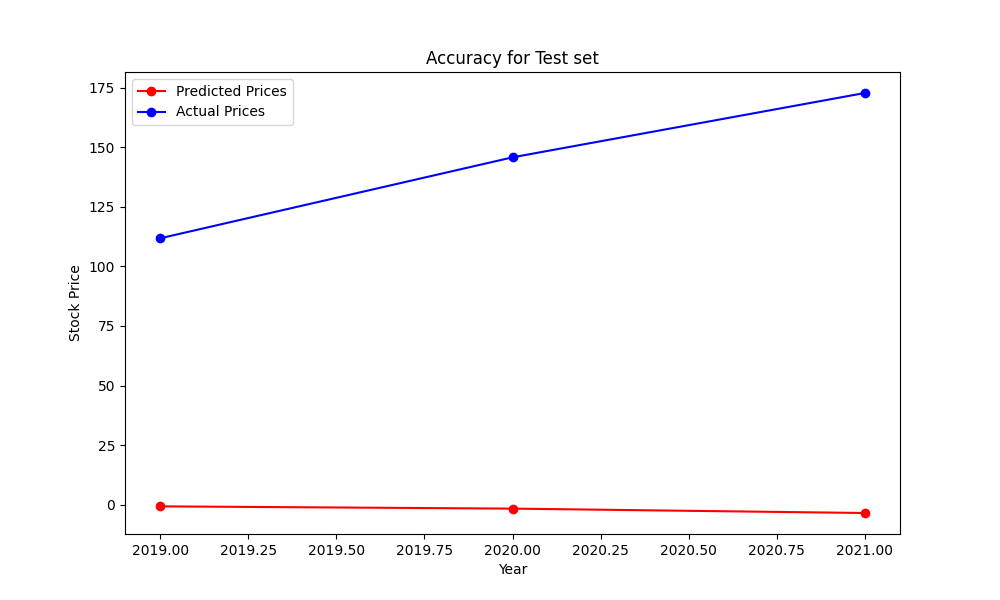 Accuracy for Test set
Predicted Prices
Actual Prices
175
150
125
100
75
50
25
0
Stock Price
2019.00 2019.25 2019.50 2019.75 2020.00 2020.25 2020.50 2020.75 2021.00
Year